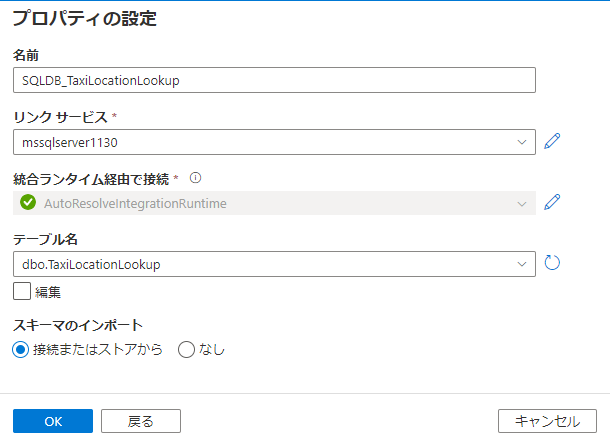 プロパティの設定
名前
SQLDB_TaxiLocationLookup
リンク サービス *
mssqlserver1130
統合ランタイム経由で接続 *
AutoResolveIntegrationRuntime
テーブル名
dbo.TaxiLocationLookup
編集
スキーマのインポート
接続またはストアから なし
OK 戻る キャンセル